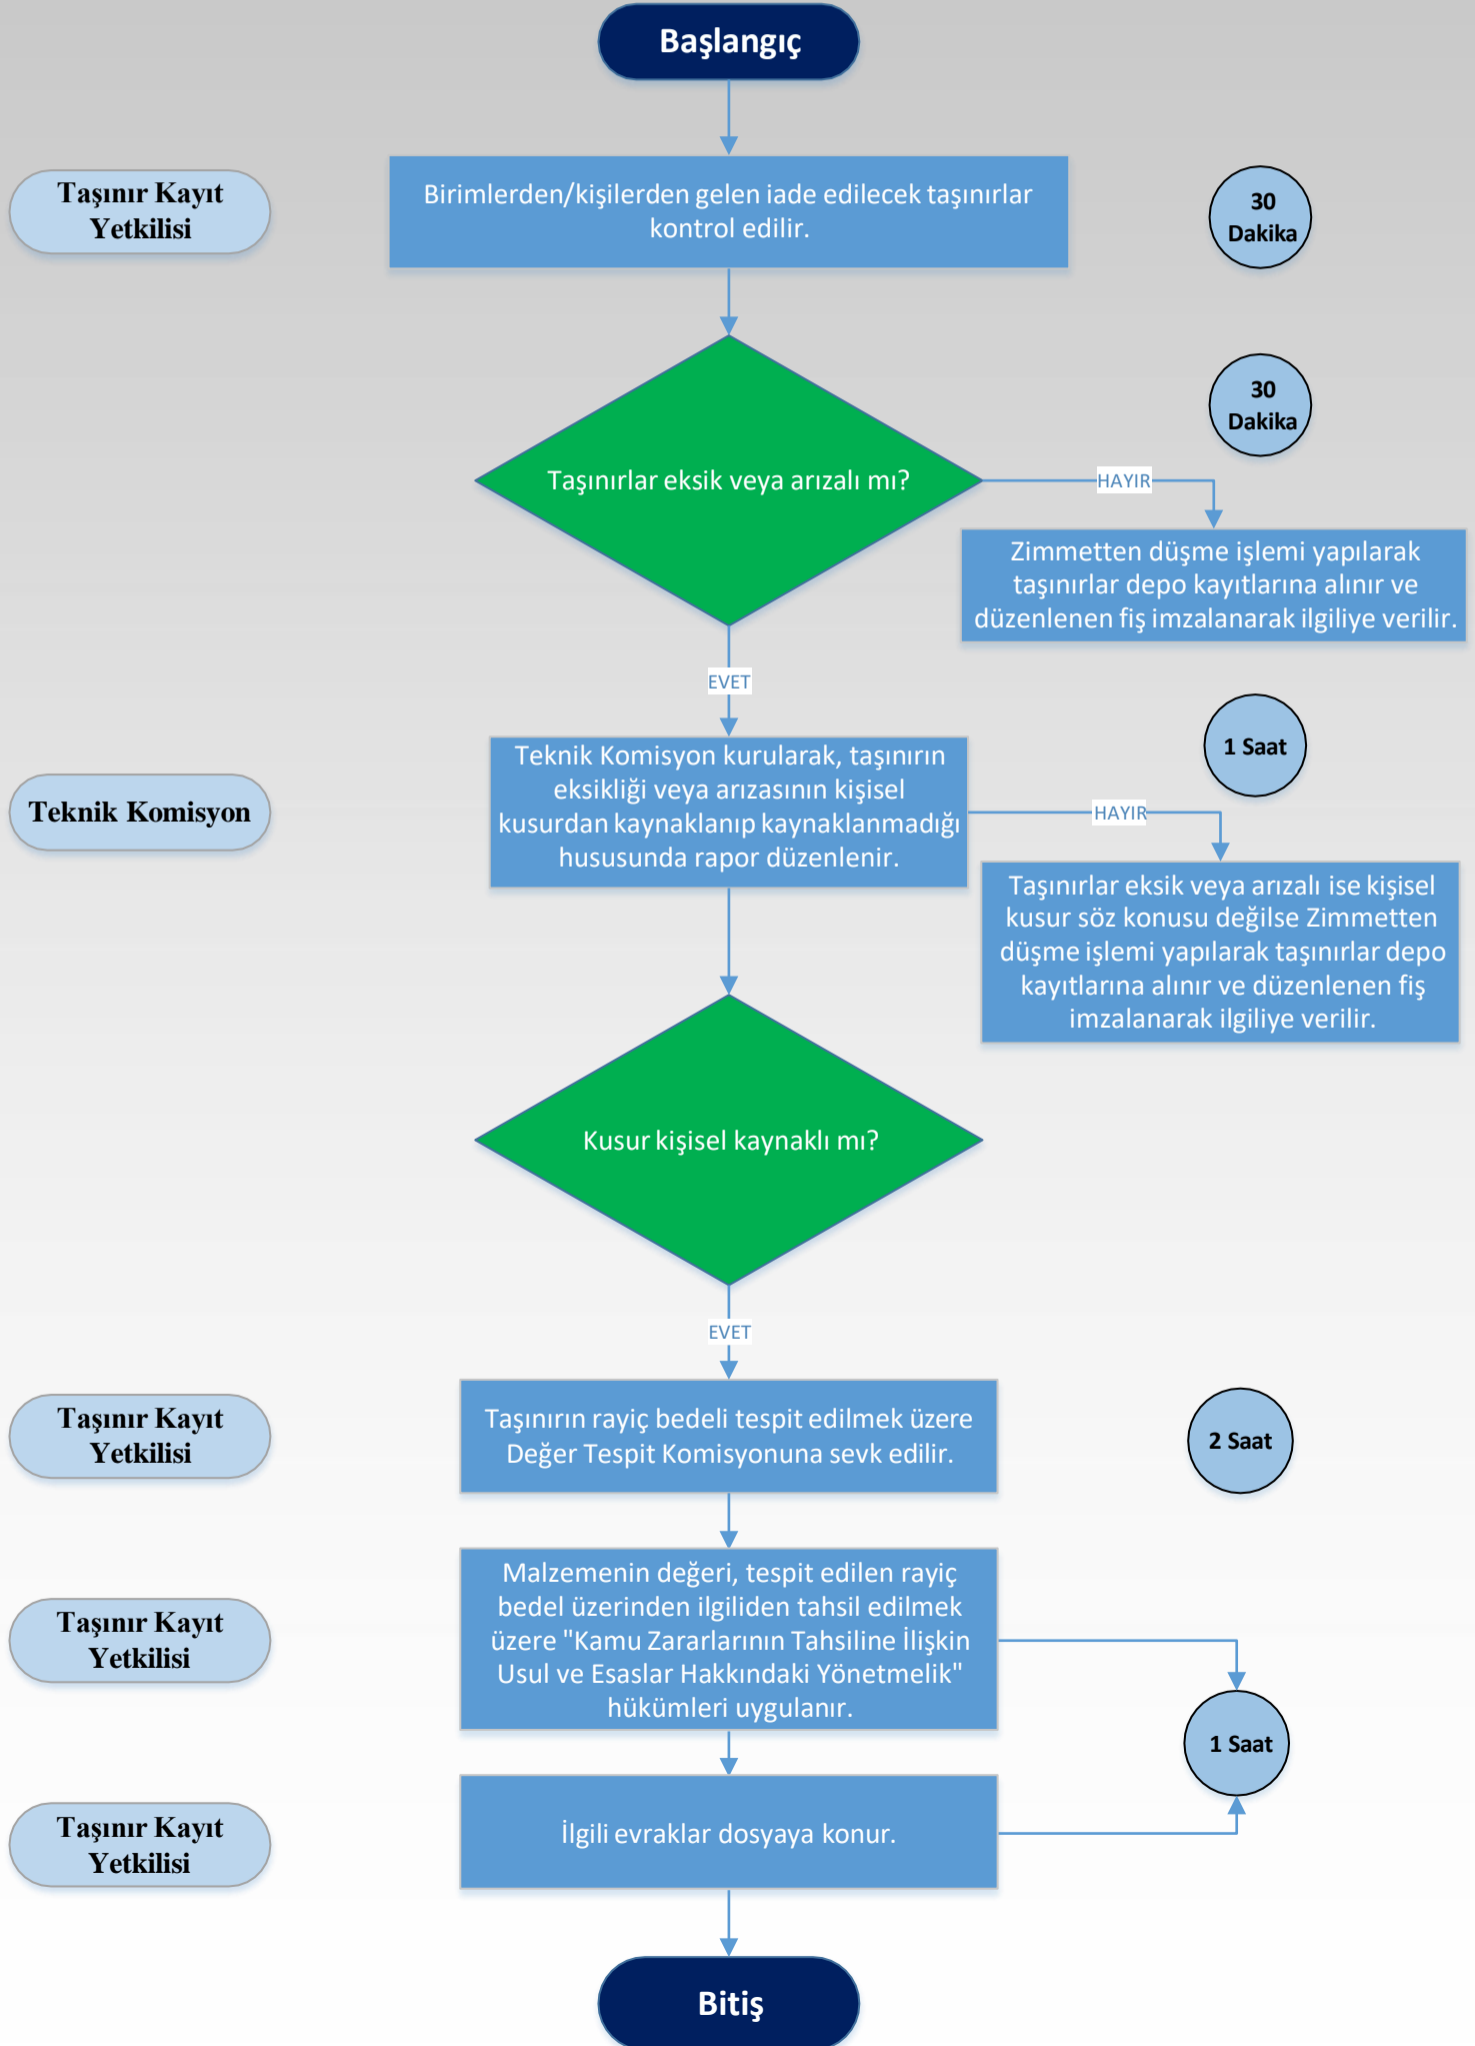 Başlangıç
Taşınır Kayıt
Yetkilisi
Birimlerden/kişilerden gelen iade edilecek taşınırlar
kontrol edilir.
30
Dakika
30
Dakika
Taşınırlar eksik veya arızalı mı?
HAYIR
Zimmetten düşme işlemi yapılarak
taşınırlar depo kayıtlarına alınır ve
düzenlenen fiş imzalanarak ilgiliye verilir.
EVET
1 Saat
Teknik Komisyon
Teknik Komisyon kurularak, taşınırın
eksikliği veya arızasının kişisel
kusurdan kaynaklanıp kaynaklanmadığı
hususunda rapor düzenlenir.
HAYIR
Taşınırlar eksik veya arızalı ise kişisel
kusur söz konusu değilse Zimmetten
düşme işlemi yapılarak taşınırlar depo
kayıtlarına alınır ve düzenlenen fiş
imzalanarak ilgiliye verilir.
Kusur kişisel kaynaklı mı?
EVET
Taşınır Kayıt
Yetkilisi
Taşınırın rayiç bedeli tespit edilmek üzere
Değer Tespit Komisyonuna sevk edilir.
2 Saat
Taşınır Kayıt
Yetkilisi
Malzemenin değeri, tespit edilen rayiç
bedel üzerinden ilgiliden tahsil edilmek
üzere "Kamu Zararlarının Tahsiline İlişkin
Usul ve Esaslar Hakkındaki Yönetmelik"
hükümleri uygulanır.
1 Saat
Taşınır Kayıt
Yetkilisi
İlgili evraklar dosyaya konur.
Bitiş